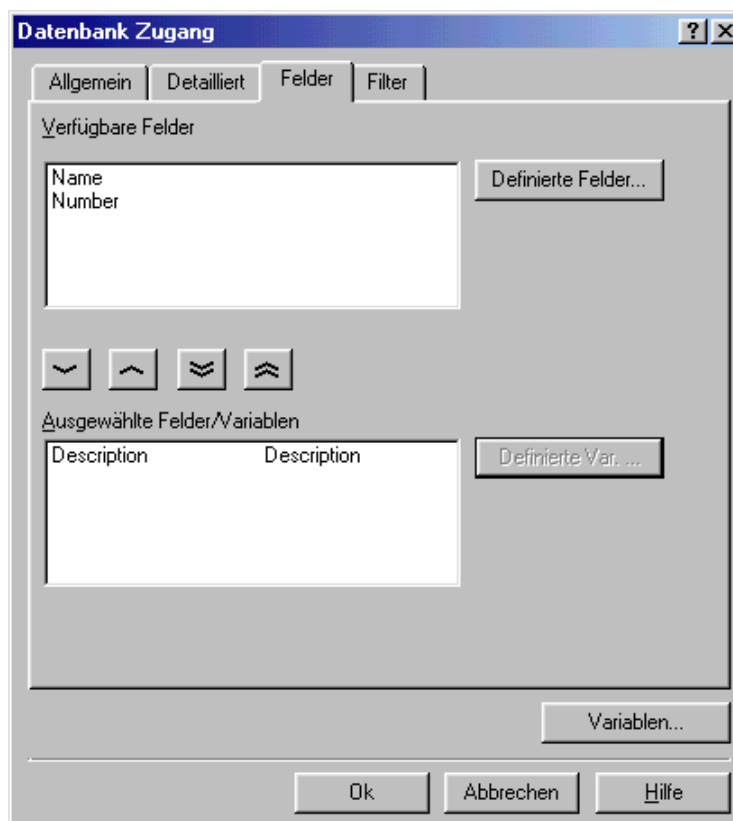 Datenbank Zugang
Allgemein Detailliert Felder Filter
Verfügbare Felder
Name
Number
Definierte Felder...
Ausgewählte Felder/Variablen
Description Description
Definierte Var. ...
Variablen...
Ok Abbrechen Hilfe